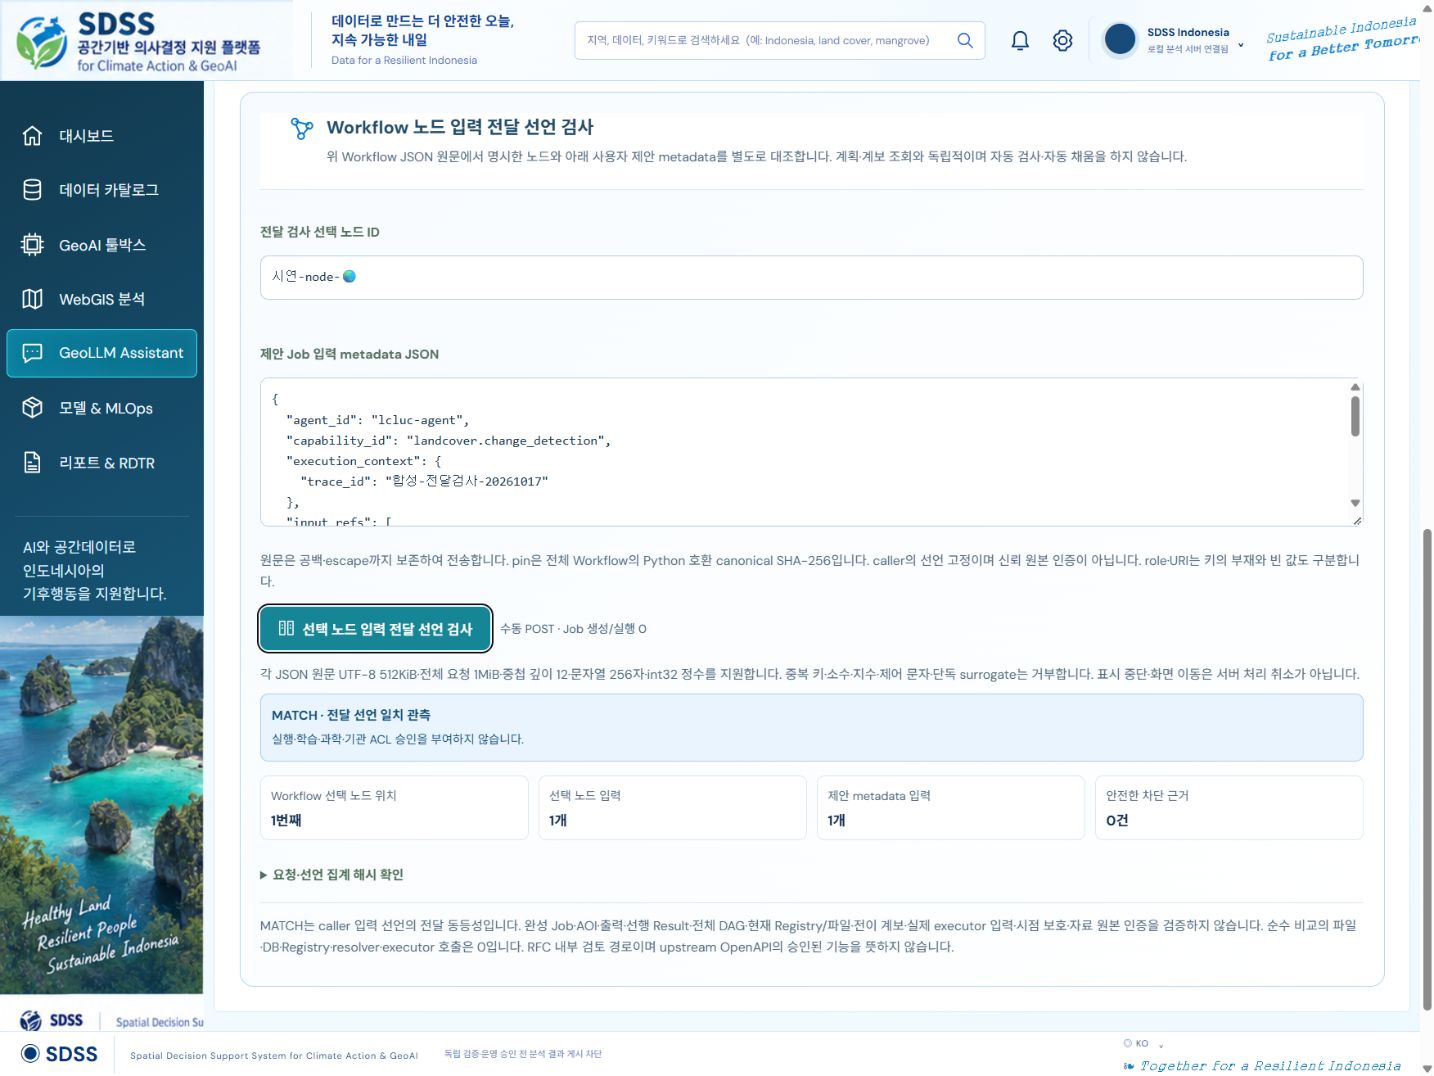 SDSS
공간기반 의사결정 지원 플랫폼
for Climate Action & GeoAI
데이터로 만드는 더 안전한 오늘,
지속 가능한 내일
Data for a Resilient Indonesia
지역, 데이터, 키워드로 검색하세요 (예: Indonesia, land cover, mangrove)
SDSS Indonesia
로컬 분석 서버 연결됨
Sustainable Indonesia
for a Better Tomorro
대시보드
데이터 카탈로그
GeoAI 툴박스
WebGIS 분석
GeoLLM Assistant
모델 & MLOps
리포트 & RDTR
AI와 공간데이터로
인도네시아의
기후행동을 지원합니다.
Healthy Land
Resilient People
Sustainable Indonesia
SDSS
Spatial Decision Su
Workflow 노드 입력 전달 선언 검사
위 Workflow JSON 원문에서 명시한 노드와 아래 사용자 제안 metadata를 별도로 대조합니다. 계획·계보 조회와 독립적이며 자동 검사·자동 채움을 하지 않습니다.
전달 검사 선택 노드 ID
시연-node-🌏
제안 Job 입력 metadata JSON
{
"agent_id": "lcluc-agent",
"capability_id": "landcover.change_detection",
"execution_context": {
"trace_id": "합성-전달검사-20261017"
},
"input_refs": [
원문은 공백·escape까지 보존하여 전송합니다. pin은 전체 Workflow의 Python 호환 canonical SHA-256입니다. caller의 선언 고정이며 신뢰 원본 인증이 아닙니다. role·URI는 키의 부재와 빈 값도 구분합니
다.
선택 노드 입력 전달 선언 검사
수동 POST · Job 생성/실행 0
각 JSON 원문 UTF-8 512KiB·전체 요청 1MiB·중첩 깊이 12·문자열 256자·int32 정수를 지원합니다. 중복 키·소수·지수·제어 문자·단독 surrogate는 거부합니다. 표시 중단·화면 이동은 서버 처리 취소가 아닙니다.
MATCH · 전달 선언 일치 관측
실행·학습·과학·기관 ACL 승인을 부여하지 않습니다.
Workflow 선택 노드 위치
1번째
선택 노드 입력
1개
제안 metadata 입력
1개
안전한 차단 근거
0건
요청·선언 집계 해시 확인
MATCH는 caller 입력 선언의 전달 동등성입니다. 완성 Job·AOI·출력·선행 Result·전체 DAG·현재 Registry/파일·전이 계보·실제 executor 입력·시점 보호·자료 원본 인증을 검증하지 않습니다. 순수 비교의 파일
·DB·Registry·resolver·executor 호출은 0입니다. RFC 내부 검토 경로이며 upstream OpenAPI의 승인된 기능을 뜻하지 않습니다.
SDSS
Spatial Decision Support System for Climate Action & GeoAI
독립 검증·운영 승인 전 분석 결과 게시 차단
KO
Together for a Resilient Indonesia